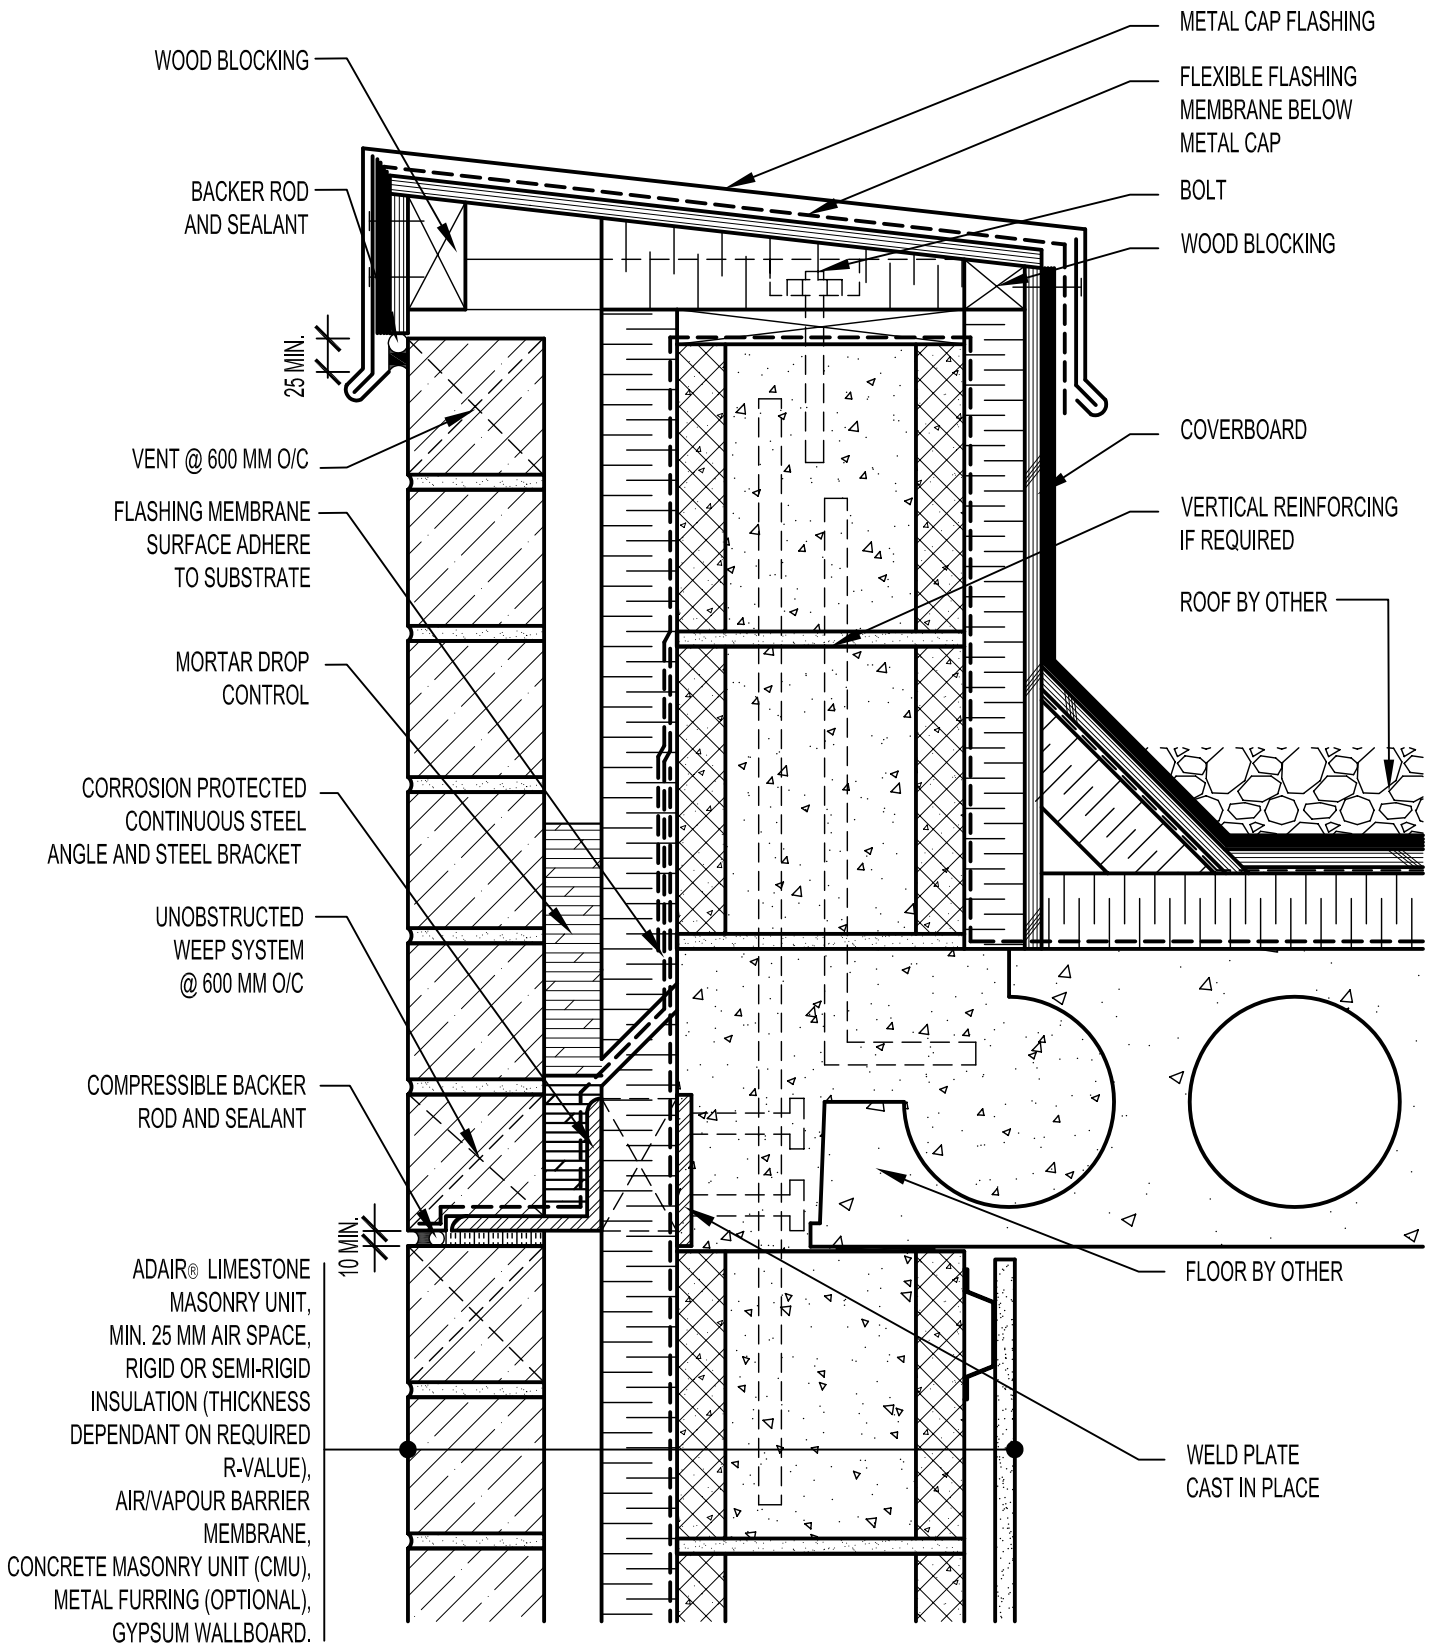 WOOD BLOCKING
BACKER ROD
AND SEALANT
25 MIN.
VENT @ 600 MM O/C
FLASHING MEMBRANE
SURFACE ADHERE
TO SUBSTRATE
MORTAR DROP
CONTROL
CORROSION PROTECTED
CONTINUOUS STEEL
ANGLE AND STEEL BRACKET
UNOBSTRUCTED
WEEP SYSTEM
@ 600 MM O/C
COMPRESSIBLE BACKER
ROD AND SEALANT
10 MIN.
ADAIR® LIMESTONE
MASONRY UNIT,
MIN. 25 MM AIR SPACE,
RIGID OR SEMI-RIGID
INSULATION (THICKNESS
DEPENDANT ON REQUIRED
R-VALUE),
AIR/VAPOUR BARRIER
MEMBRANE,
CONCRETE MASONRY UNIT (CMU),
METAL FURRING (OPTIONAL),
GYPSUM WALLBOARD.
METAL CAP FLASHING
FLEXIBLE FLASHING
MEMBRANE BELOW
METAL CAP
BOLT
WOOD BLOCKING
COVERBOARD
VERTICAL REINFORCING
IF REQUIRED
ROOF BY OTHER
FLOOR BY OTHER
WELD PLATE
CAST IN PLACE